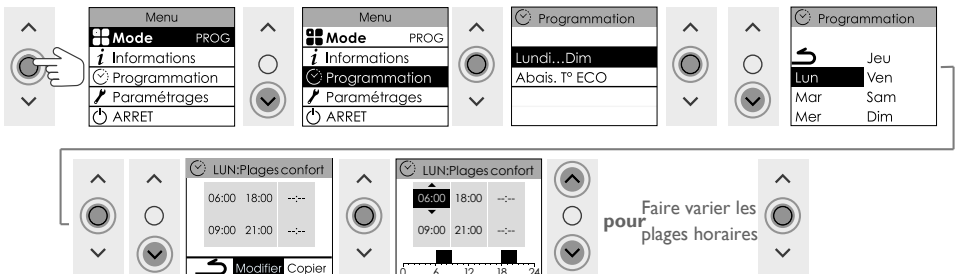 Menu
Mode PROG
Informations
Programmation
Paramétrages
ARRET
Menu
Mode PROG
Informations
Programmation
Paramétrages
ARRET
Programmation
Lundi...Dim
Abais. T° ECO
Programmation
Jeu
Lun Ven
Mar Sam
Mer Dim
LUN:Plages confort
06:00 18:00 --:--
09:00 21:00 --:--
Modifier Copier
LUN:Plages confort
06:00 18:00 --:--
09:00 21:00 --:--
0 6 12 18 24
pour Faire varier les
plages horaires